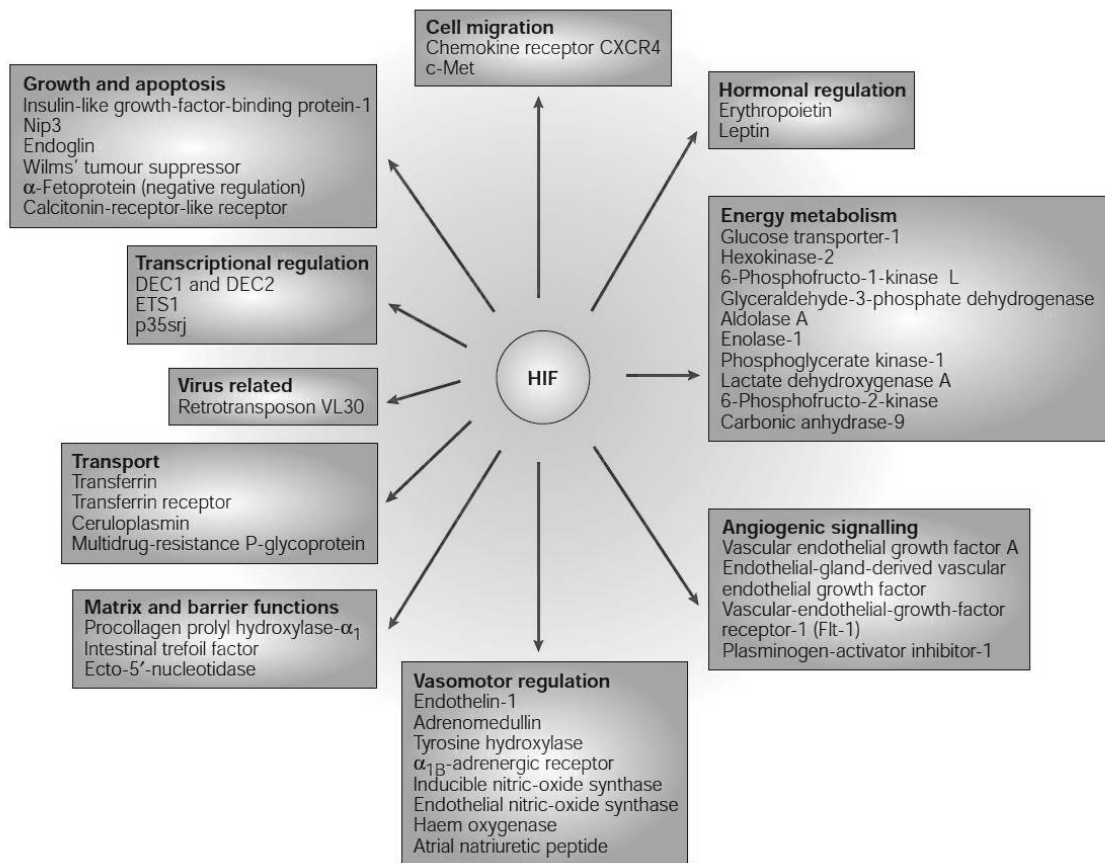 Cell migration
Chemokine receptor CXCR4
c-Met
Growth and apoptosis
Insulin-like growth-factor-binding protein-1
Nip3
Endoglin
Wilms' tumour suppressor
α-Fetoprotein (negative regulation)
Calcitonin-receptor-like receptor
Hormonal regulation
Erythropoietin
Leptin
Transcriptional regulation
DEC1 and DEC2
ETS1
p35srj
Energy metabolism
Glucose transporter-1
Hexokinase-2
6-Phosphofructo-1-kinase L
Glyceraldehyde-3-phosphate dehydrogenase
Aldolase A
Enolase-1
Phosphoglycerate kinase-1
Lactate dehydroxygenase A
6-Phosphofructo-2-kinase
Carbonic anhydrase-9
HIF
Virus related
Retrotransposon VL30
Transport
Transferrin
Transferrin receptor
Ceruloplasmin
Multidrug-resistance P-glycoprotein
Angiogenic signalling
Vascular endothelial growth factor A
Endothelial-gland-derived vascular
endothelial growth factor
Vascular-endothelial-growth-factor
receptor-1 (Flt-1)
Plasminogen-activator inhibitor-1
Matrix and barrier functions
Procollagen prolyl hydroxylase-α1
Intestinal trefoil factor
Ecto-5′-nucleotidase
Vasomotor regulation
Endothelin-1
Adrenomedullin
Tyrosine hydroxylase
α1B-adrenergic receptor
Inducible nitric-oxide synthase
Endothelial nitric-oxide synthase
Haem oxygenase
Atrial natriuretic peptide